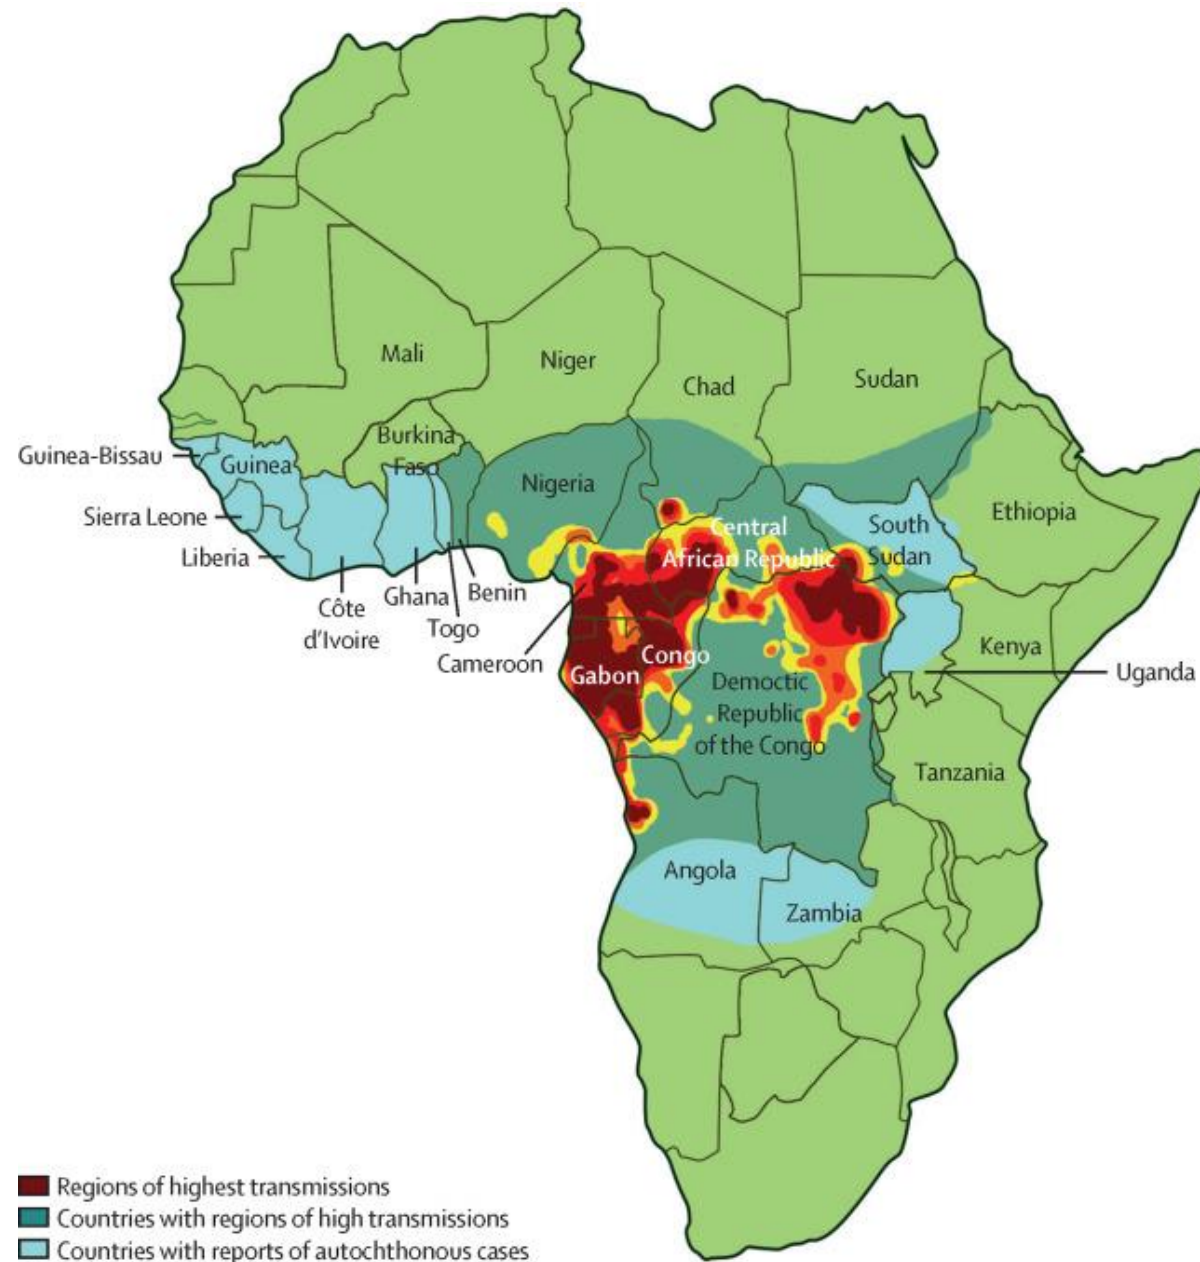 Mali
Niger
Chad
Sudan
Burkina
Faso
Guinea-Bissau
Guinea
Nigeria
Sierra Leone
Liberia
Côte
d'Ivoire
Ghana
Togo
Benin
Cameroon
Central
African Republic
South
Sudan
Ethiopia
Gabon
Congo
Democtic
Republic
of the Congo
Kenya
Uganda
Tanzania
Angola
Zambia
Regions of highest transmissions
Countries with regions of high transmissions
Countries with reports of autochthonous cases